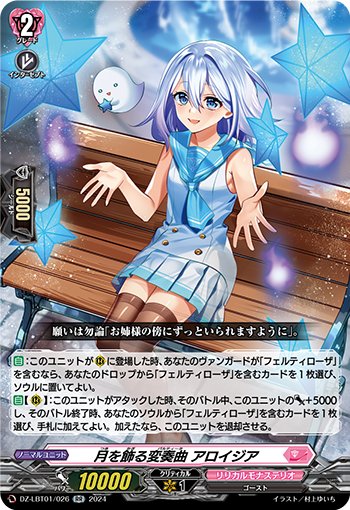 2
グレード
インターセプト
5000
シールド
願いは勿論「お姉様の傍にずっといられますように」。
自:このユニットがRに登場した時、あなたのヴァンガードが「フェルティローザ」
を含むなら、あなたのドロップから「フェルティローザ」を含むカードを1枚選び、
ソウルに置いてよい。
自【R】:このユニットがアタックした時、そのバトル中、このユニットの+5000
し、そのバトル終了時、あなたのソウルから「フェルティローザ」を含むカードを1枚
選び、手札に加えてよい。加えたら、このユニットを退却させる。
ノーマルユニット
月を飾る変奏曲 アロイジア
リリカルモナステリオ
パワー
10000
クリティカル
1
ゴースト
DZ-LBT01/026 RR 2024
イラスト/村上ゆいち